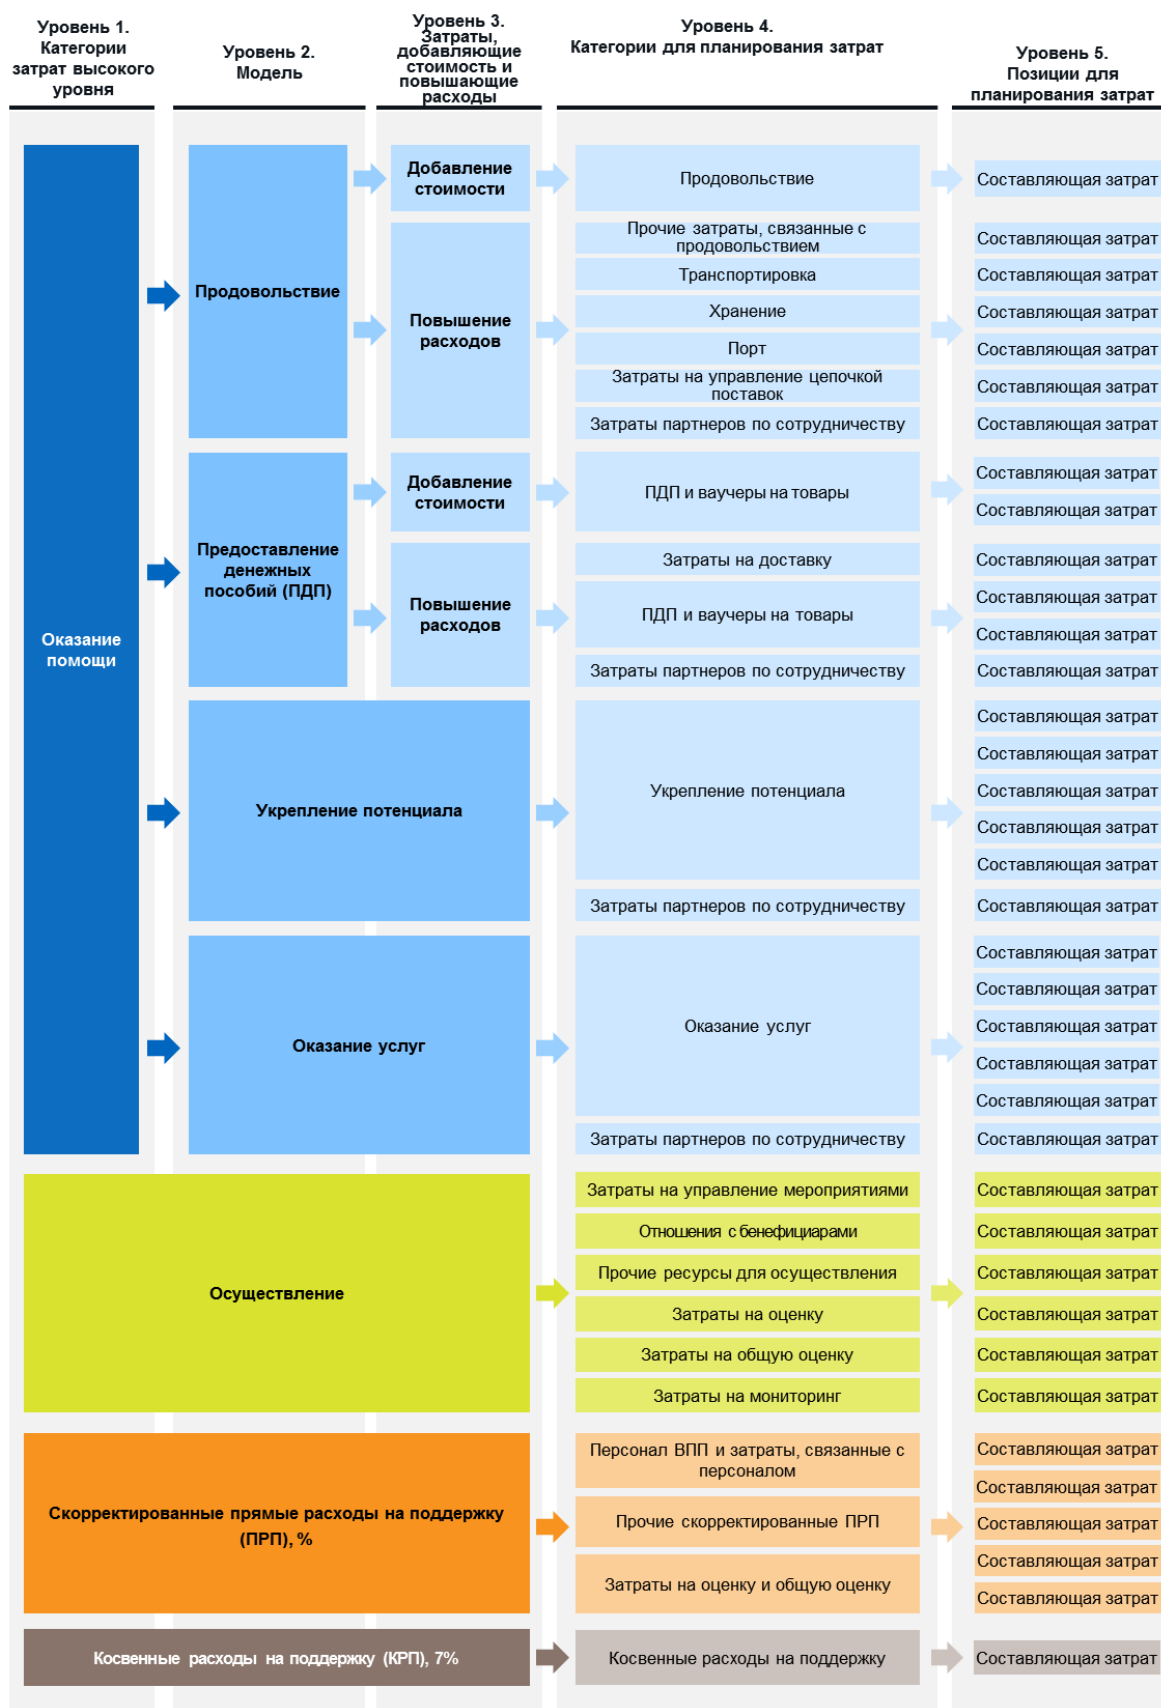 Уровень 1.
Категории
затрат высокого
уровня
Уровень 2.
Модель
Уровень 3.
Затраты,
добавляющие
стоимость и
повышающие
расходы
Уровень 4.
Категории для планирования затрат
Уровень 5.
Позиции для
планирования затрат
Оказание
помощи
Продовольствие
Добавление
стоимости
Продовольствие
Составляющая затрат
Повышение
расходов
Прочие затраты, связанные с
продовольствием
Составляющая затрат
Транспортировка
Составляющая затрат
Хранение
Составляющая затрат
Порт
Составляющая затрат
Затраты на управление цепочкой
поставок
Составляющая затрат
Затраты партнеров по сотрудничеству
Составляющая затрат
Предоставление
денежных
пособий (ПДП)
Добавление
стоимости
ПДП и ваучеры на товары
Составляющая затрат
Составляющая затрат
Повышение
расходов
Затраты на доставку
Составляющая затрат
ПДП и ваучеры на товары
Составляющая затрат
Составляющая затрат
Затраты партнеров по сотрудничеству
Составляющая затрат
Укрепление потенциала
Укрепление потенциала
Составляющая затрат
Составляющая затрат
Составляющая затрат
Составляющая затрат
Составляющая затрат
Затраты партнеров по сотрудничеству
Составляющая затрат
Оказание услуг
Оказание услуг
Составляющая затрат
Составляющая затрат
Составляющая затрат
Составляющая затрат
Составляющая затрат
Затраты партнеров по сотрудничеству
Составляющая затрат
Осуществление
Затраты на управление мероприятиями
Составляющая затрат
Отношения с бенефициарами
Составляющая затрат
Прочие ресурсы для осуществления
Составляющая затрат
Затраты на оценку
Составляющая затрат
Затраты на общую оценку
Составляющая затрат
Затраты на мониторинг
Составляющая затрат
Скорректированные прямые расходы на поддержку
(ПРП), %
Персонал ВПП и затраты, связанные с
персоналом
Прочие скорректированные ПРП
Затраты на оценку и общую оценку
Составляющая затрат
Составляющая затрат
Составляющая затрат
Составляющая затрат
Составляющая затрат
Косвенные расходы на поддержку (КРП), 7%
Косвенные расходы на поддержку
Составляющая затрат